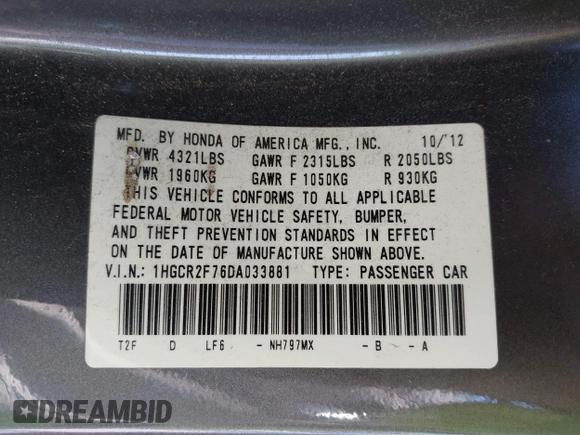 MFD. BY HONDA OF AMERICA MFG., INC. 10/'12
GVWR 4321LBS GAWR F 2315LBS R 2050LBS
GVWR 1960KG GAWR F 1050KG R 930KG
THIS VEHICLE CONFORMS TO ALL APPLICABLE
FEDERAL MOTOR VEHICLE SAFETY, BUMPER,
AND THEFT PREVENTION STANDARDS IN EFFECT
ON THE DATE OF MANUFACTURE SHOWN ABOVE.
V.I.N.: 1HGCR2F76DA033881 TYPE: PASSENGER CAR
T2F D LF6 - NH797MX - B - A
DREAMBID